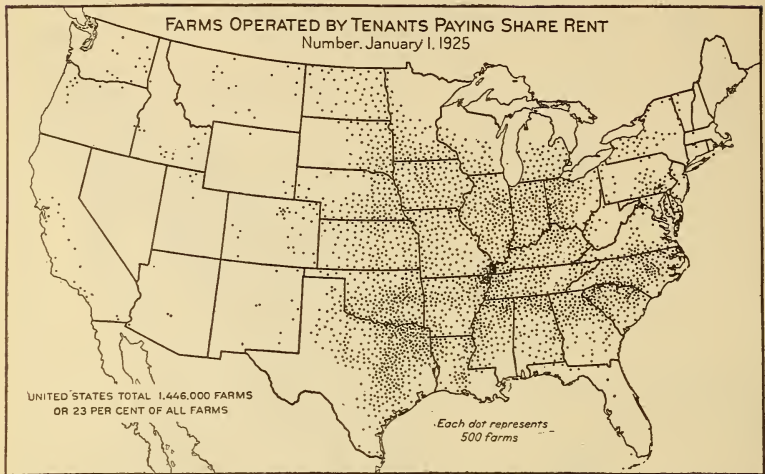 FARMS OPERATED BY TENANTS PAYING SHARE RENT
Number, January 1, 1925
UNITED STATES TOTAL 1,446,000 FARMS
OR 23 PER CENT OF ALL FARMS
Each dot represents
500 farms